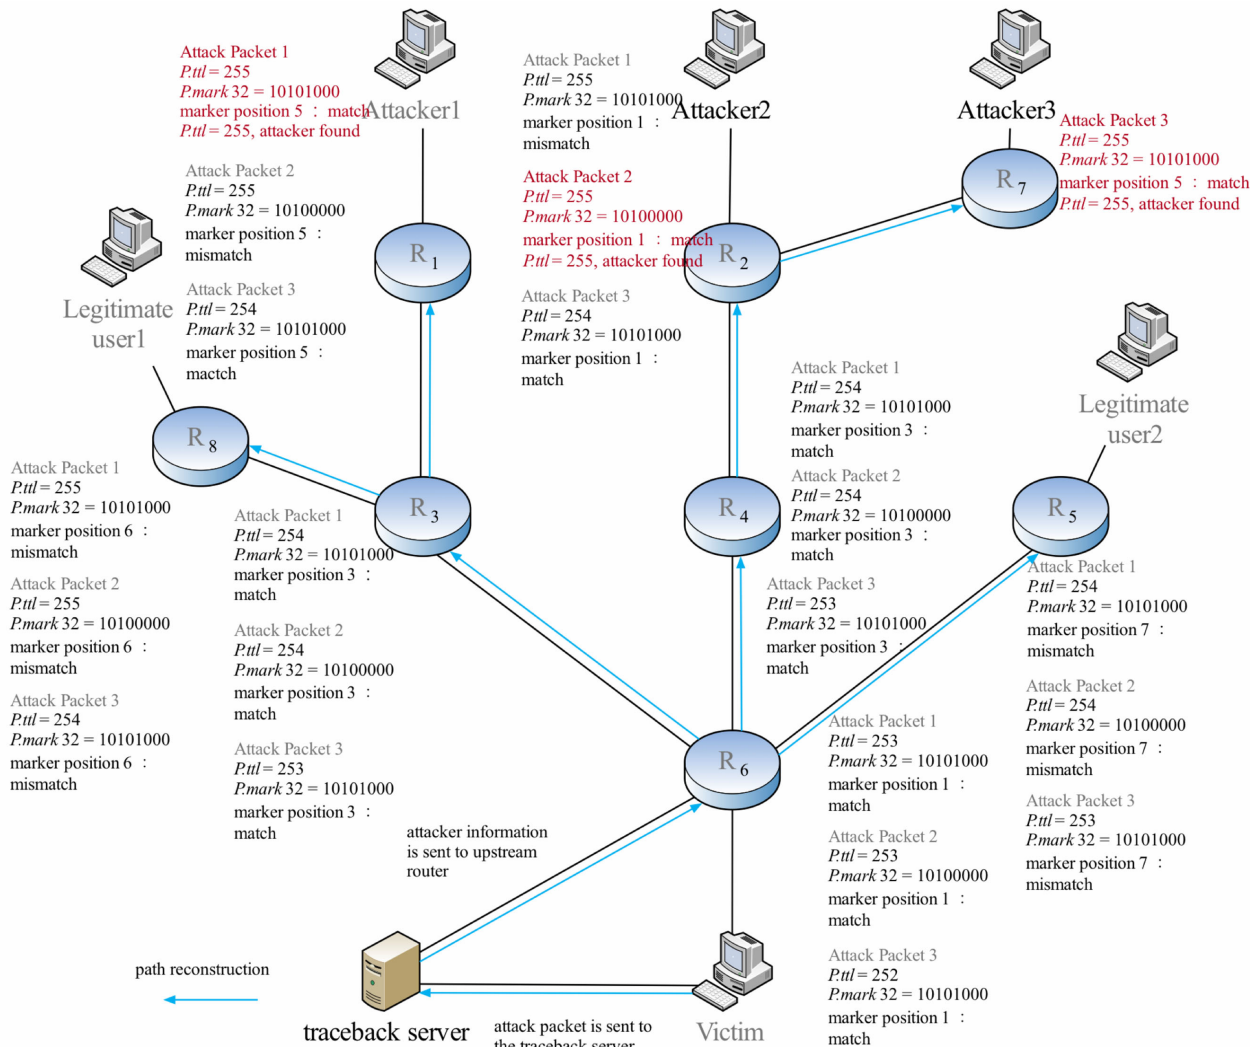 Attack Packet 1
P.ttl = 255
P.mark 32 = 10101000
marker position 5 : match
P.ttl = 255, attacker found
Attacker1
Attack Packet 2
P.ttl = 255
P.mark 32 = 10100000
marker position 5 :
mismatch
Attack Packet 3
P.ttl = 254
P.mark 32 = 10101000
marker position 5 :
mactch
Attack Packet 1
P.ttl = 255
P.mark 32 = 10101000
marker position 1 :
mismatch
Attacker2
Attack Packet 2
P.ttl = 255
P.mark 32 = 10100000
marker position 1 : match
P.ttl = 255, attacker found
Attack Packet 3
P.ttl = 254
P.mark 32 = 10101000
marker position 1 :
match
Attacker3
Attack Packet 3
P.ttl = 255
P.mark 32 = 10101000
marker position 5 : match
P.ttl = 255, attacker found
R 7
R 1
R 2
Legitimate
user1
Legitimate
user2
R 8
R 3
R 4
R 5
Attack Packet 1
P.ttl = 254
P.mark 32 = 10101000
marker position 3 :
match
Attack Packet 2
P.ttl = 254
P.mark 32 = 10100000
marker position 3 :
match
Attack Packet 3
P.ttl = 253
P.mark 32 = 10101000
marker position 3 :
match
Attack Packet 1
P.ttl = 255
P.mark 32 = 10101000
marker position 6 :
mismatch
Attack Packet 2
P.ttl = 255
P.mark 32 = 10100000
marker position 6 :
mismatch
Attack Packet 3
P.ttl = 254
P.mark 32 = 10101000
marker position 6 :
mismatch
Attack Packet 1
P.ttl = 254
P.mark 32 = 10101000
marker position 3 :
match
Attack Packet 2
P.ttl = 254
P.mark 32 = 10100000
marker position 3 :
match
Attack Packet 3
P.ttl = 253
P.mark 32 = 10101000
marker position 3 :
match
Attack Packet 1
P.ttl = 254
P.mark 32 = 10101000
marker position 7 :
mismatch
Attack Packet 2
P.ttl = 254
P.mark 32 = 10100000
marker position 7 :
mismatch
Attack Packet 3
P.ttl = 253
P.mark 32 = 10101000
marker position 7 :
mismatch
R 6
Attack Packet 1
P.ttl = 253
P.mark 32 = 10101000
marker position 1 :
match
Attack Packet 2
P.ttl = 253
P.mark 32 = 10100000
marker position 1 :
match
Attack Packet 3
P.ttl = 252
P.mark 32 = 10101000
marker position 1 :
match
attacker information
is sent to upstream
router
path reconstruction
traceback server
attack packet is sent to
the traceback server
Victim